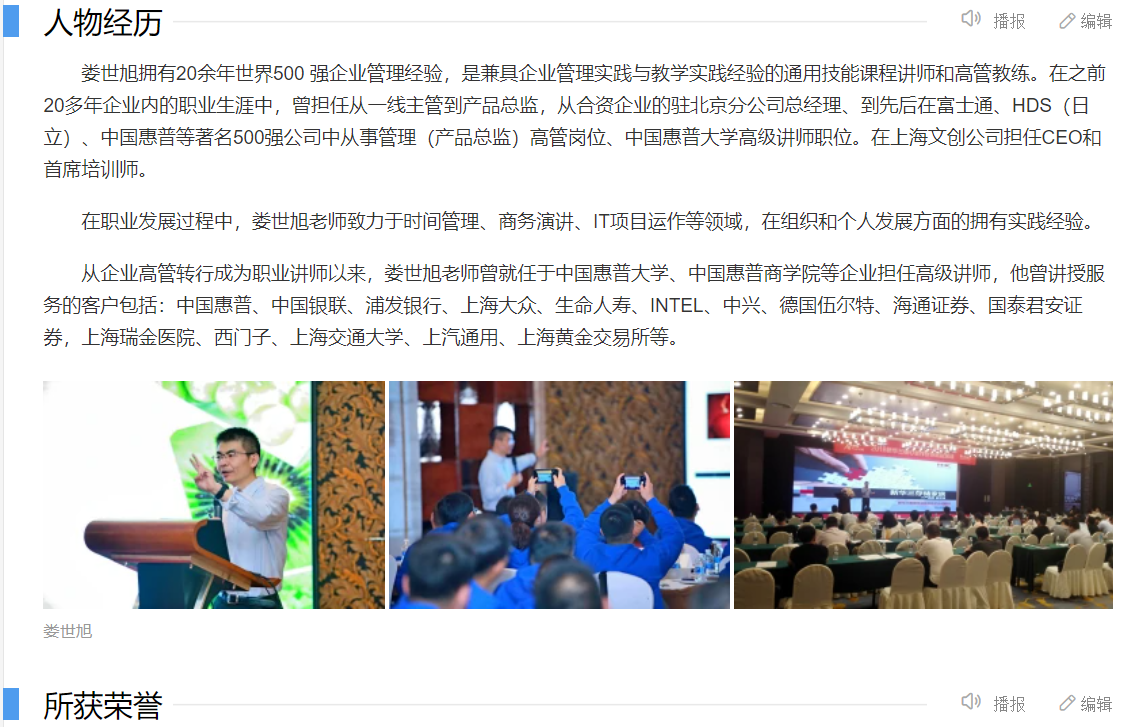 人物经历
播报
编辑
娄世旭拥有20余年世界500 强企业管理经验，是兼具企业管理实践与教学实践经验的通用技能课程讲师和高管教练。在之前
20多年企业内的职业生涯中，曾担任从一线主管到产品总监，从合资企业的驻北京分公司总经理、到先后在富士通、HDS（日
立）、中国惠普等著名500强公司中从事管理（产品总监）高管岗位、中国惠普大学高级讲师职位。在上海文创公司担任CEO和
首席培训师。
在职业发展过程中，娄世旭老师致力于时间管理、商务演讲、IT项目运作等领域，在组织和个人发展方面的拥有实践经验。
从企业高管转行成为职业讲师以来，娄世旭老师曾就任于中国惠普大学、中国惠普商学院等企业担任高级讲师，他曾讲授服
务的客户包括：中国惠普、中国银联、浦发银行、上海大众、生命人寿、INTEL、中兴、德国伍尔特、海通证券、国泰君安证
券，上海瑞金医院、西门子、上海交通大学、上汽通用、上海黄金交易所等。
娄世旭
所获荣誉
播报
编辑